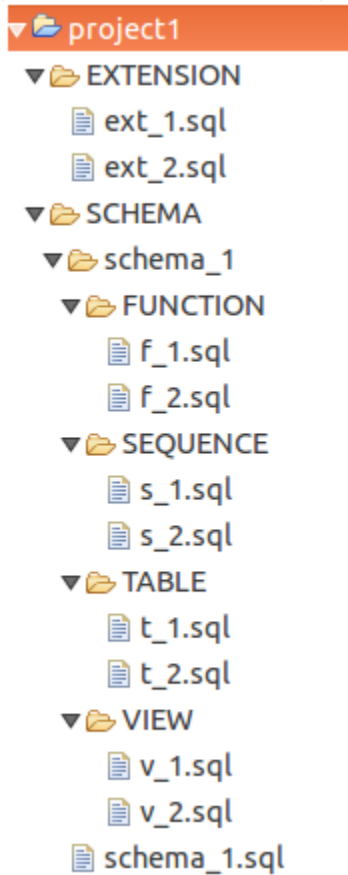 project1
EXTENSION
ext_1.sql
ext_2.sql
SCHEMA
schema_1
FUNCTION
f_1.sql
f_2.sql
SEQUENCE
s_1.sql
s_2.sql
TABLE
t_1.sql
t_2.sql
VIEW
v_1.sql
v_2.sql
schema_1.sql